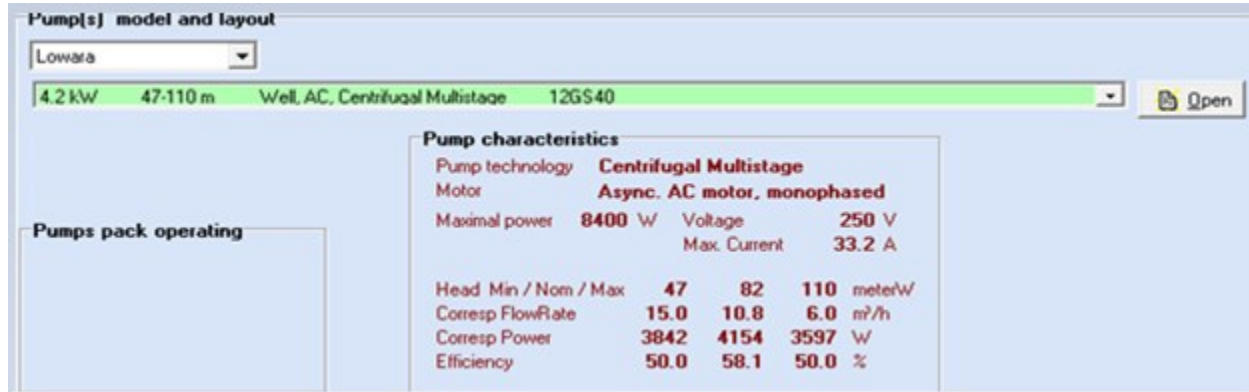 Pump(s) model and layout
Lowara
4.2 kW 47-110 m Well, AC, Centrifugal Multistage 12GS40
Open
Pump characteristics
Pump technology Centrifugal Multistage
Motor Async. AC motor, monophased
Maximal power 8400 W Voltage 250 V
Max. Current 33.2 A
Pumps pack operating
Head Min / Nom / Max 47 82 110 meterW
Corresp FlowRate 15.0 10.8 6.0 m³/h
Corresp Power 3842 4154 3597 W
Efficiency 50.0 58.1 50.0 %